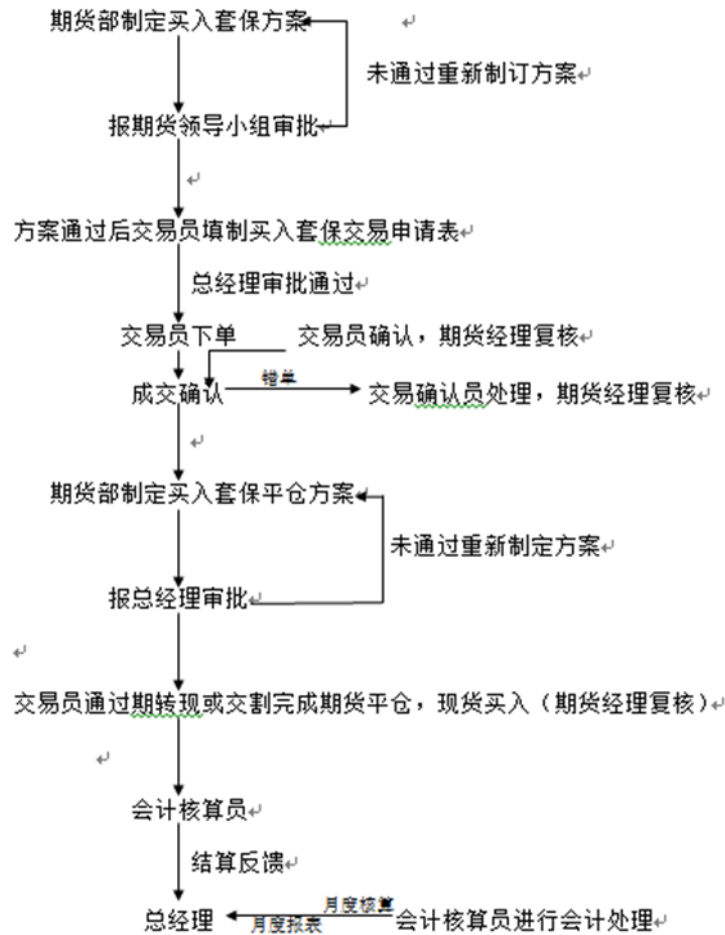 期货部制定买入套保方案
未通过重新制订方案
报期货领导小组审批
方案通过后交易员填制买入套保交易申请表
总经理审批通过
交易员下单 交易员确认，期货经理复核
成交确认 错单 交易确认员处理，期货经理复核
期货部制定买入套保平仓方案
未通过重新制定方案
报总经理审批
交易员通过期转现或交割完成期货平仓，现货买入（期货经理复核）
会计核算员
结算反馈
总经理 月度核算 会计核算员进行会计处理
月度报表